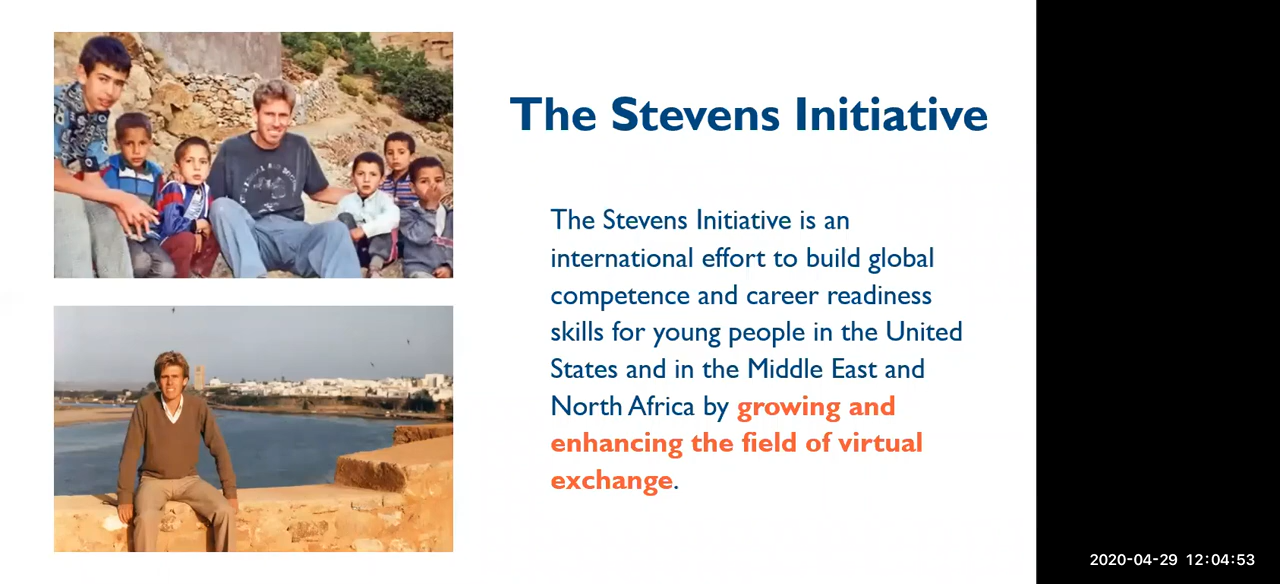 The Stevens Initiative
The Stevens Initiative is an
international effort to build global
competence and career readiness
skills for young people in the United
States and in the Middle East and
North Africa by growing and
enhancing the field of virtual
exchange.
2020-04-29 12:04:53